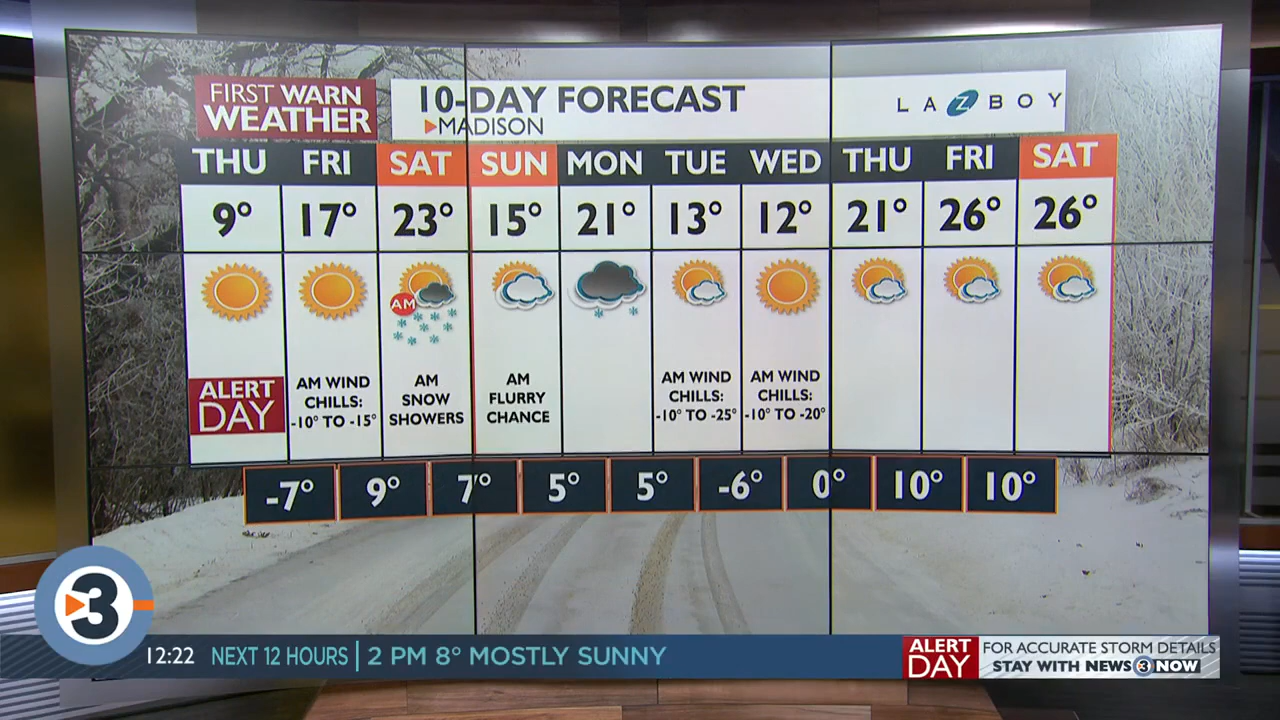 FIRST WARN
WEATHER
10-DAY FORECAST
MADISON
LA Z BOY
THU FRI SAT SUN MON TUE WED THU FRI SAT
9° 17° 23° 15° 21° 13° 12° 21° 26° 26°
AM
ALERT
DAY
AM WIND
CHILLS:
-10° TO -15°
AM
SNOW
SHOWERS
AM
FLURRY
CHANCE
AM WIND
CHILLS:
-10° TO -25°
AM WIND
CHILLS:
-10° TO -20°
-7° 9° 7° 5° 5° -6° 0° 10° 10°
3
12:22 NEXT 12 HOURS 2 PM 8° MOSTLY SUNNY
ALERT
DAY
FOR ACCURATE STORM DETAILS
STAY WITH NEWS 3 NOW